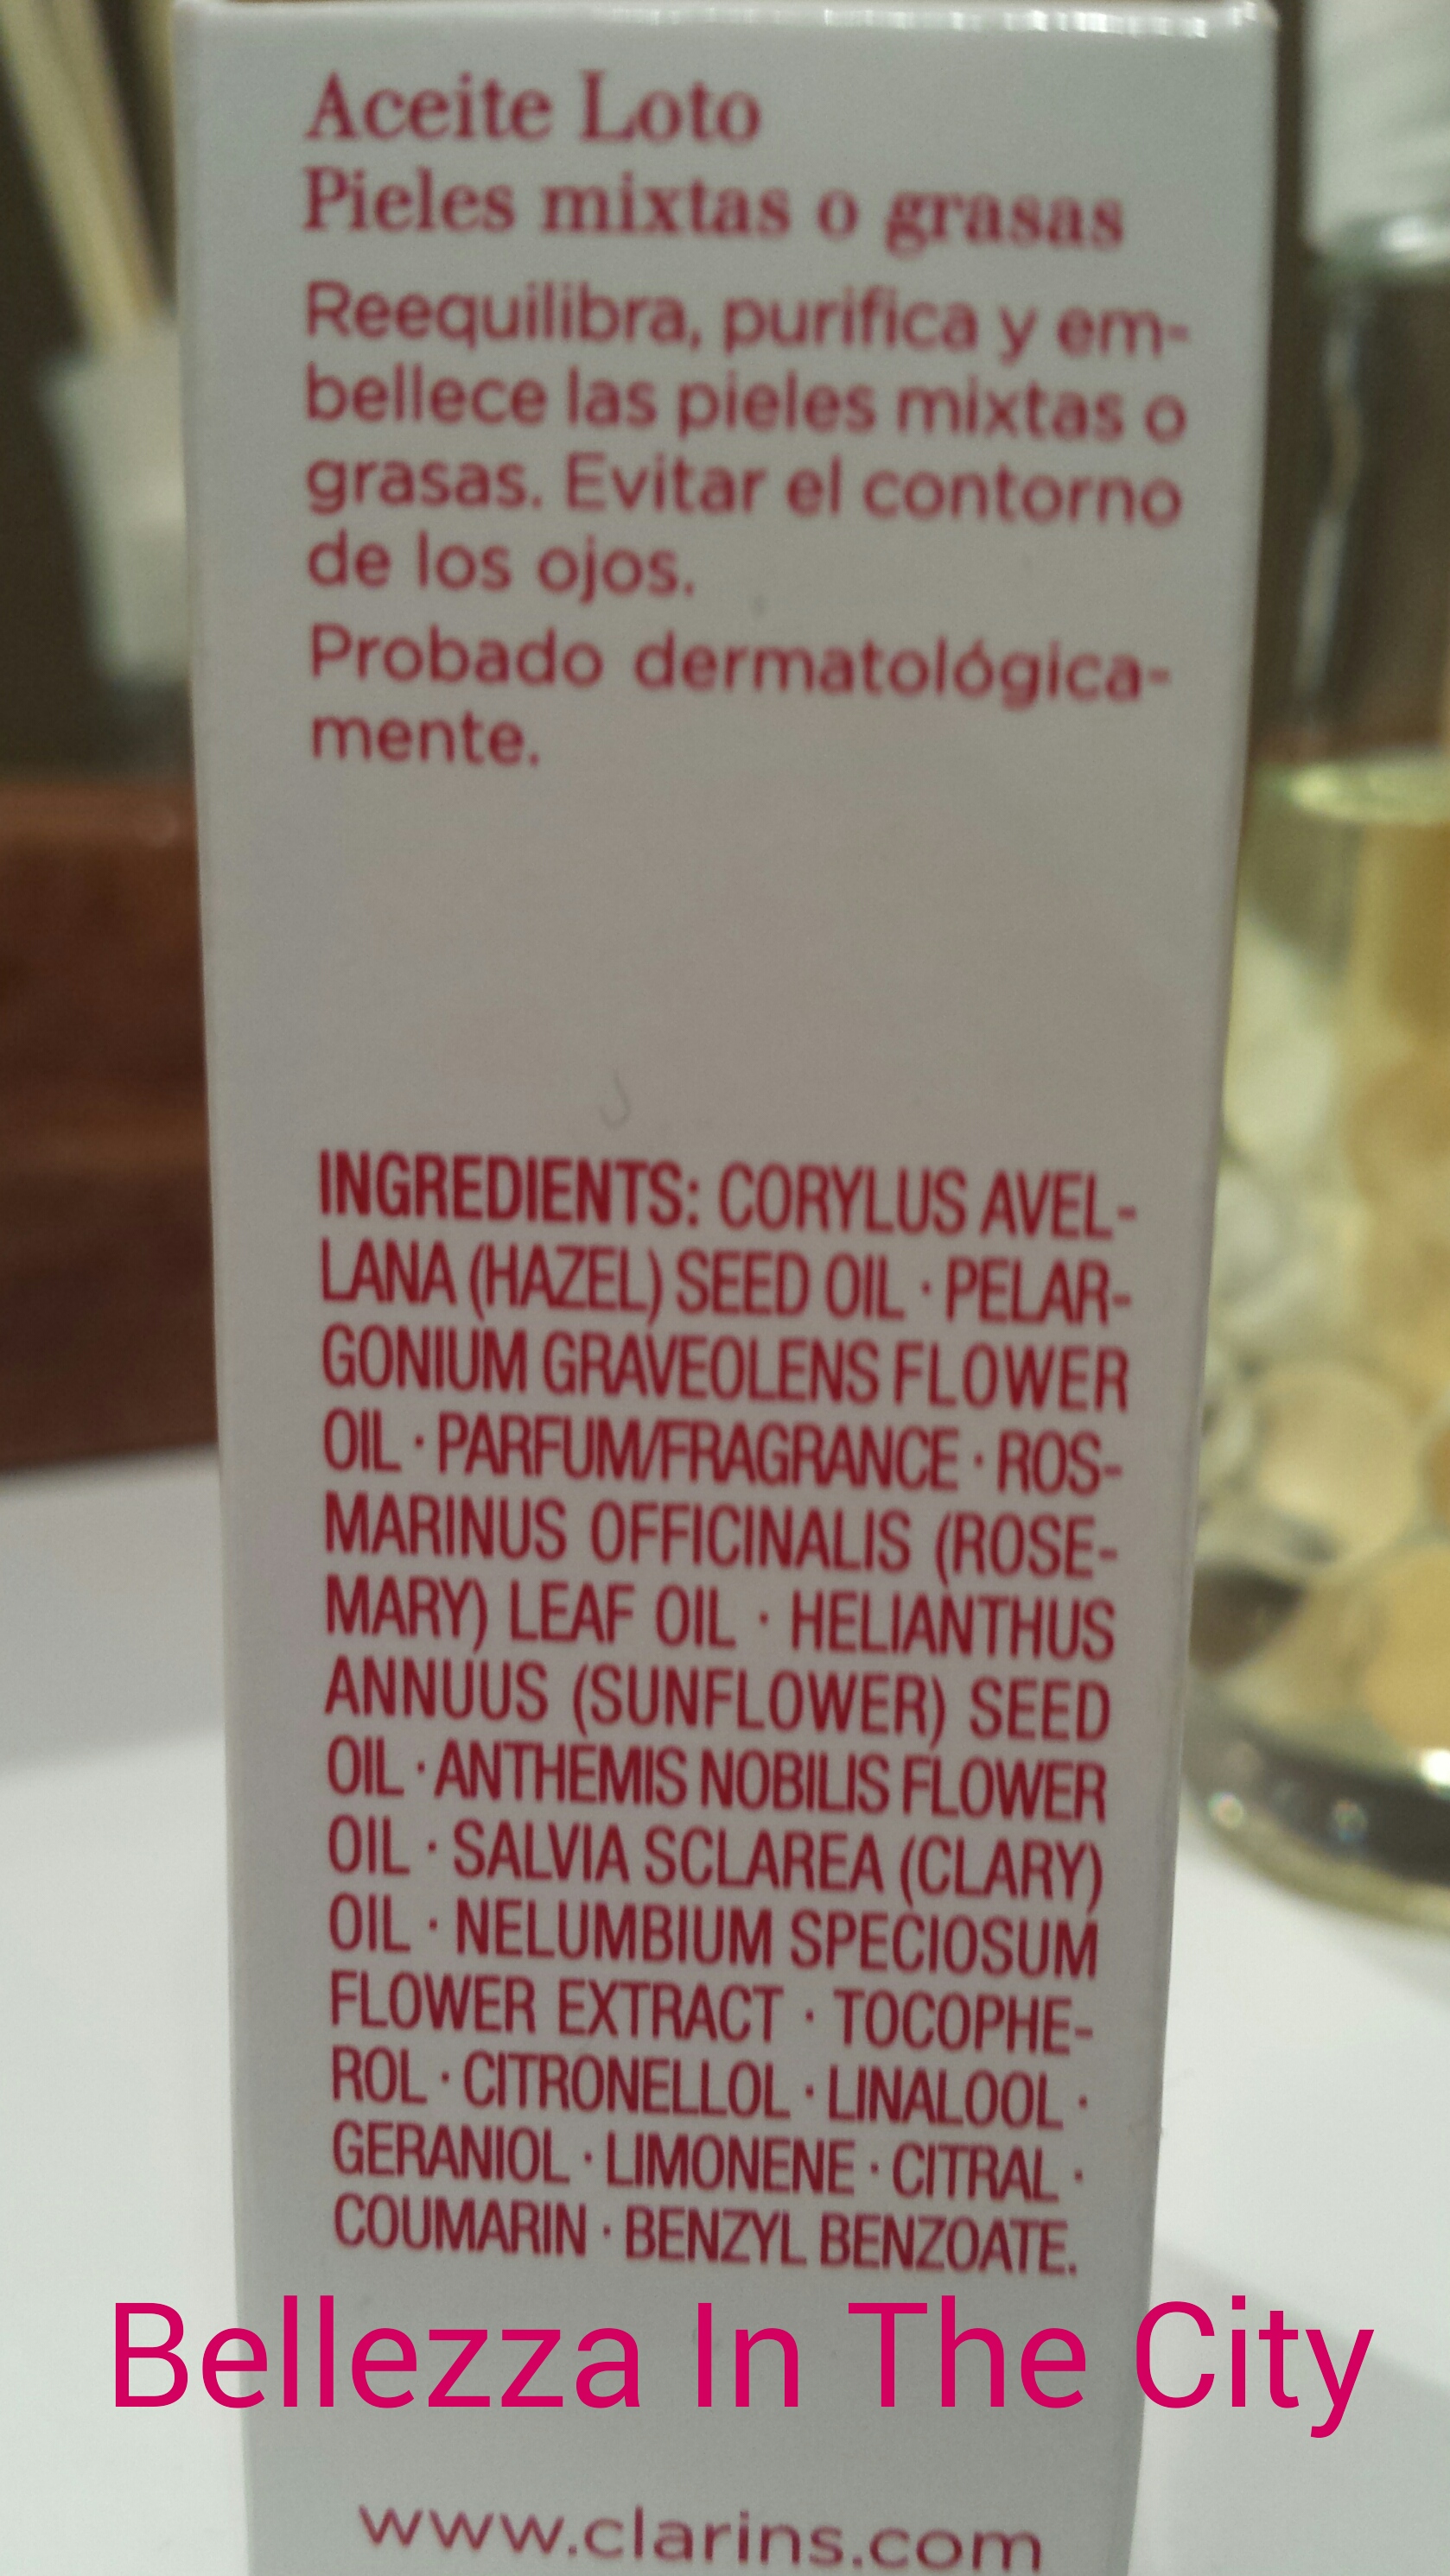 Aceite Loto
Pieles mixtas o grasas
Reequilibra, purifica y em-
bellece las pieles mixtas o
grasas. Evitar el contorno
de los ojos.
Probado dermatológica-
mente.
INGREDIENTS: CORYLUS AVEL-
LANA (HAZEL) SEED OIL · PELAR-
GONIUM GRAVEOLENS FLOWER
OIL · PARFUM/FRAGRANCE · ROS-
MARINUS OFFICINALIS (ROSE-
MARY) LEAF OIL · HELIANTHUS
ANNUUS (SUNFLOWER) SEED
OIL · ANTHEMIS NOBILIS FLOWER
OIL · SALVIA SCLAREA (CLARY)
OIL · NELUMBIUM SPECIOSUM
FLOWER EXTRACT · TOCOPHE-
ROL · CITRONELLOL · LINALOOL ·
GERANIOL · LIMONENE · CITRAL ·
COUMARIN · BENZYL BENZOATE.
Bellezza In The City
www.clarins.com